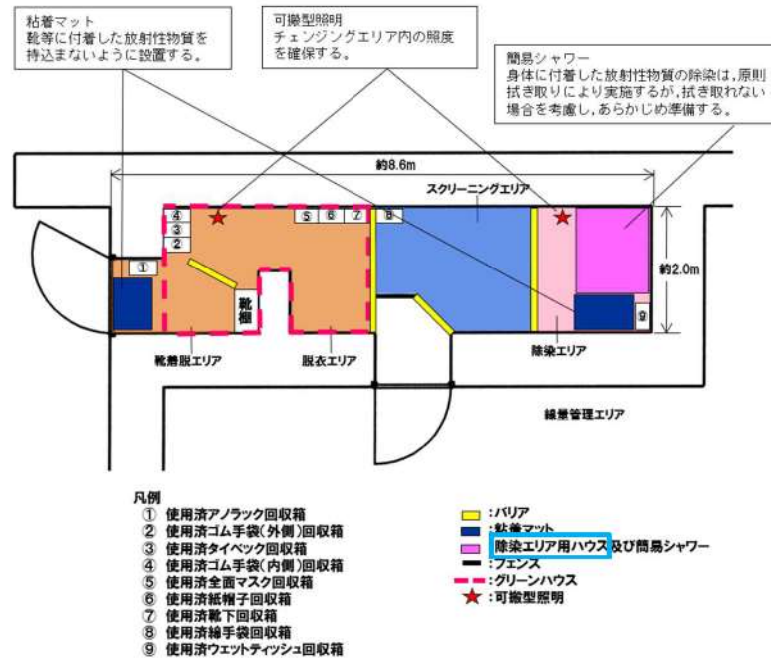 粘着マット
靴等に付着した放射性物質を
持込まないように設置する。
可搬型照明
チェンジングエリア内の照度
を確保する。
簡易シャワー
身体に付着した放射性物質の除染は，原則
拭き取りにより実施するが，拭き取れない
場合を考慮し，あらかじめ準備する。
約8.6m
スクリーニングエリア
④
③
②
①
⑤ ⑥ ⑦ ⑧
約2.0m
靴棚
⑨
靴着脱エリア
脱衣エリア
除染エリア
線量管理エリア
凡例
① 使用済アノラック回収箱
② 使用済ゴム手袋（外側）回収箱
③ 使用済タイベック回収箱
④ 使用済ゴム手袋（内側）回収箱
⑤ 使用済全面マスク回収箱
⑥ 使用済紙帽子回収箱
⑦ 使用済靴下回収箱
⑧ 使用済綿手袋回収箱
⑨ 使用済ウエットティッシュ回収箱
：バリア
：粘着マット
除染エリア用ハウス及び簡易シャワー
：フェンス
：グリーンハウス
：可搬型照明